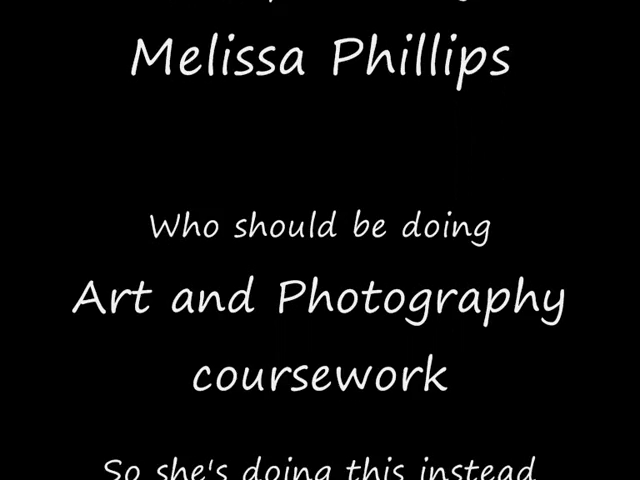 Melissa Phillips
Who should be doing
Art and Photography
coursework
So she's doing this instead